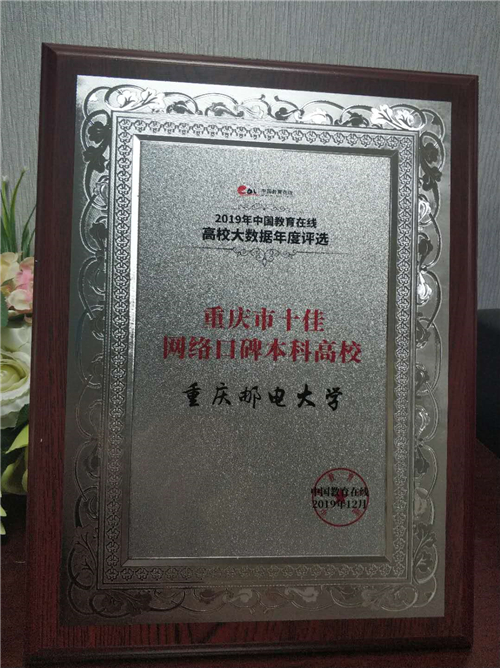 eol 中国教育在线
2019年中国教育在线
高校大数据年度评选
重庆市十佳
网络口碑本科高校
重庆邮电大学
中国教育在线
2019年12月